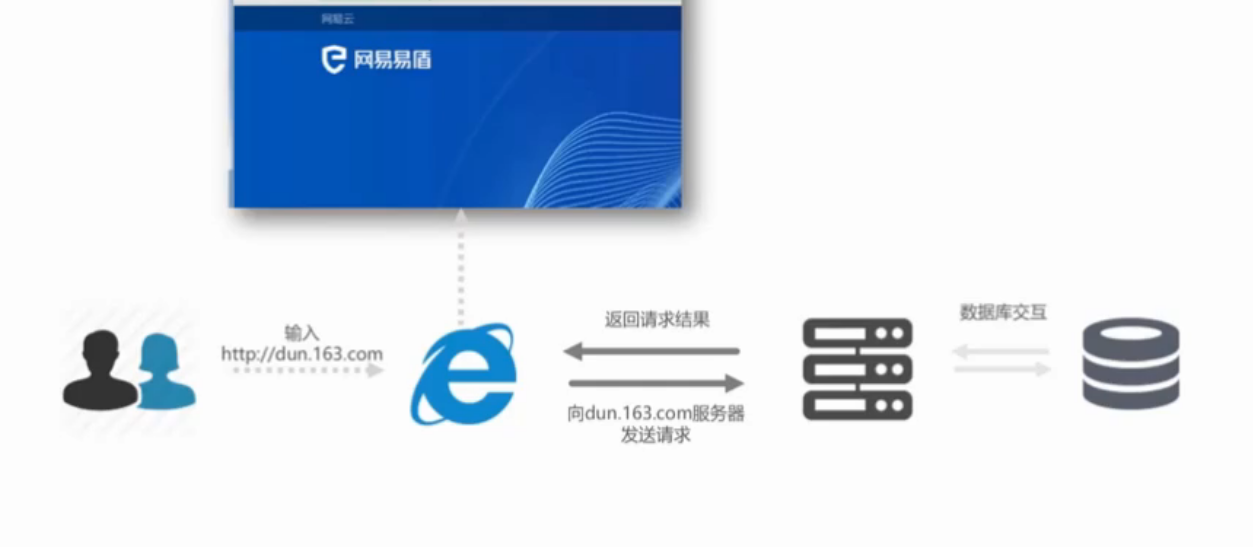 网易云
网易易盾
输入
http://dun.163.com
返回请求结果
向dun.163.com服务器
发送请求
数据库交互